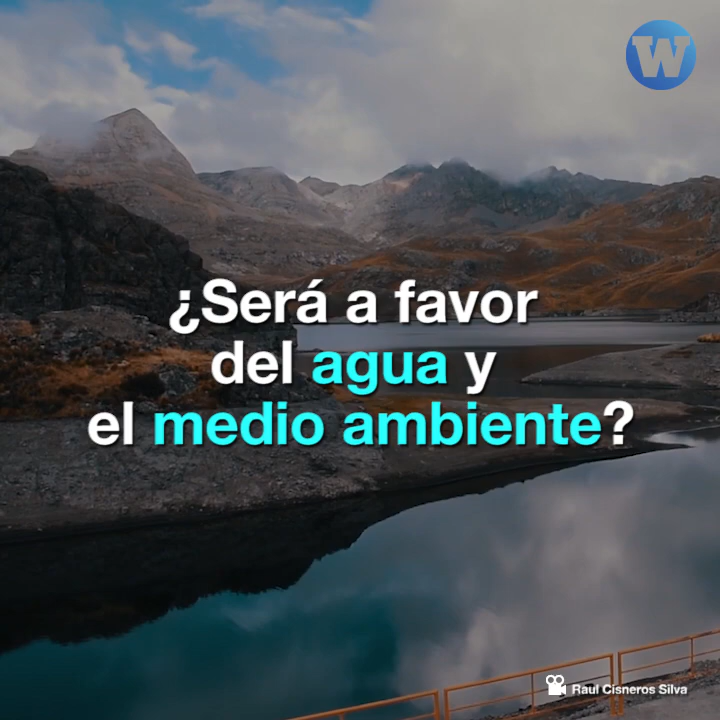 W
¿Será a favor
del agua y
el medio ambiente?
Raul Cisneros Silva